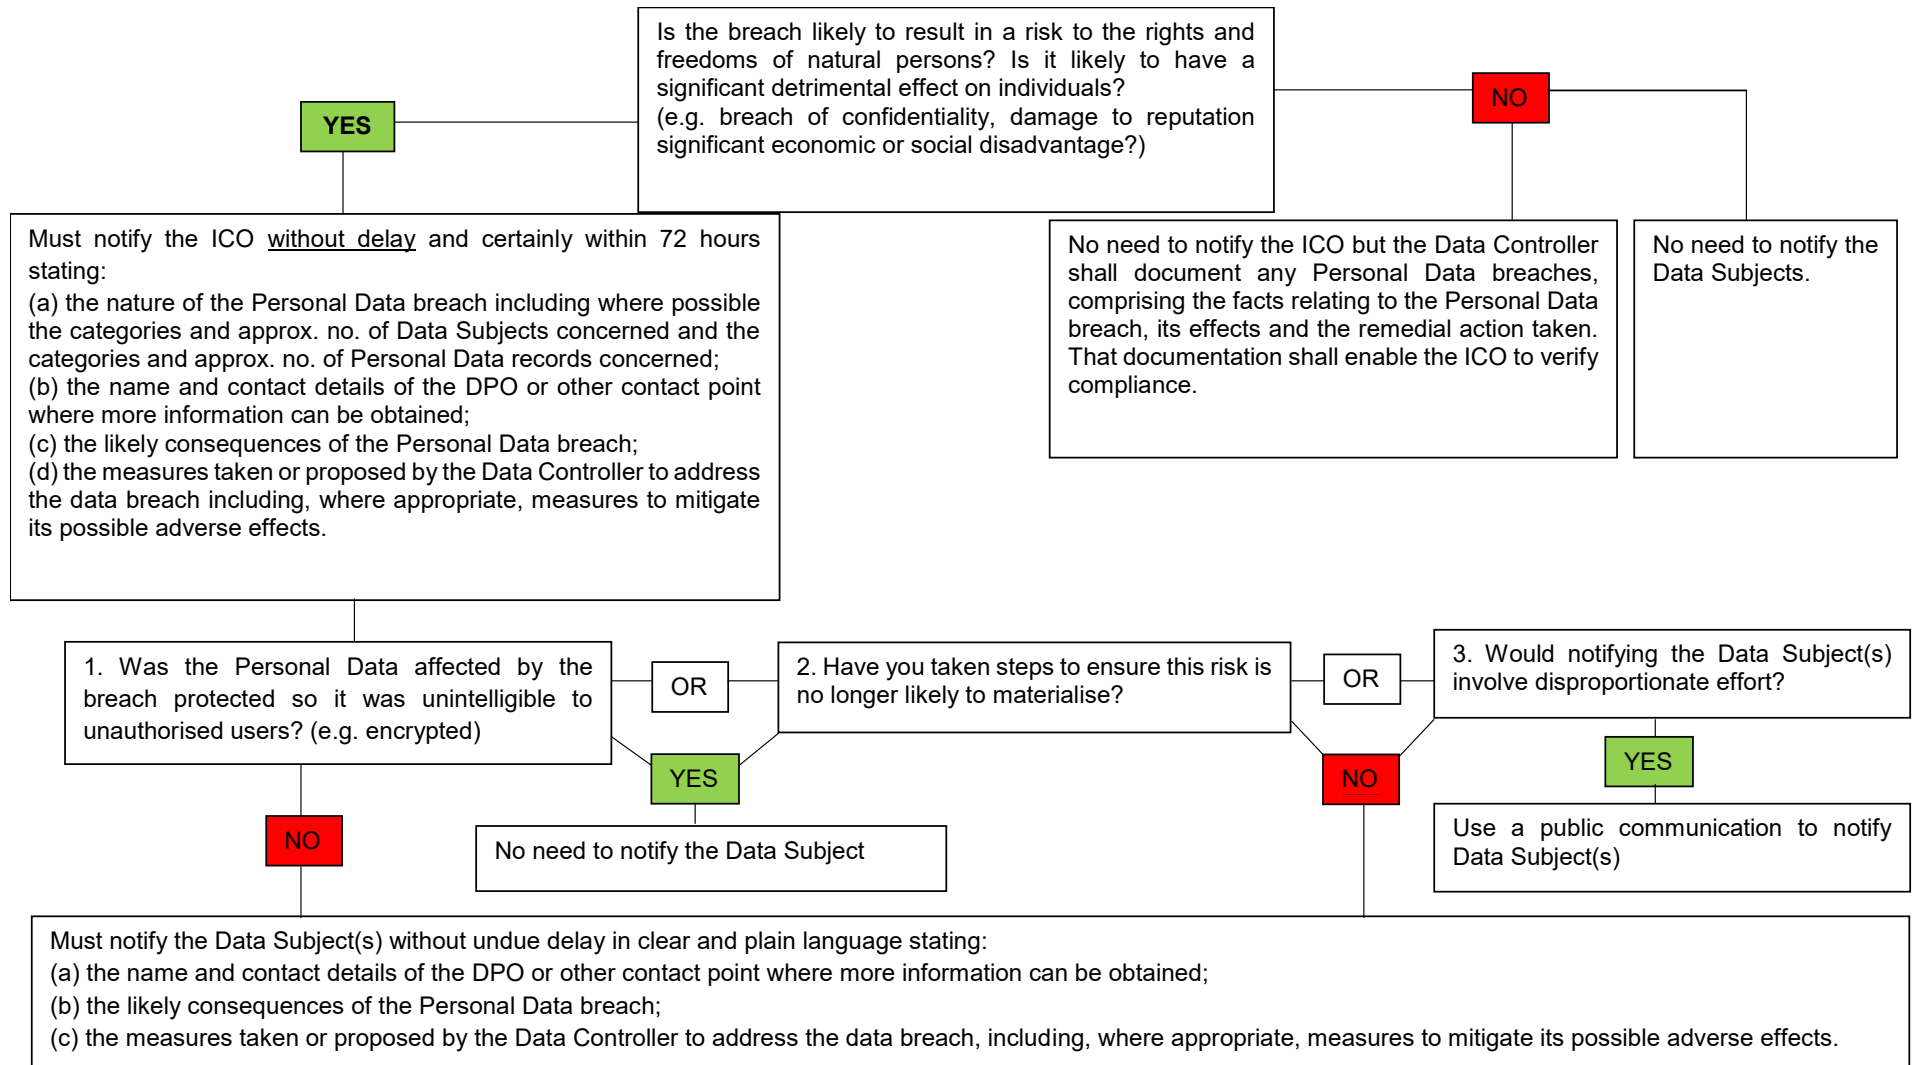 Is the breach likely to result in a risk to the rights and
freedoms of natural persons? Is it likely to have a
significant detrimental effect on individuals?
(e.g. breach of confidentiality, damage to reputation
significant economic or social disadvantage?)
YES
NO
Must notify the ICO without delay and certainly within 72 hours
stating:
(a) the nature of the Personal Data breach including where possible
the categories and approx. no. of Data Subjects concerned and the
categories and approx. no. of Personal Data records concerned;
(b) the name and contact details of the DPO or other contact point
where more information can be obtained;
(c) the likely consequences of the Personal Data breach;
(d) the measures taken or proposed by the Data Controller to address
the data breach including, where appropriate, measures to mitigate
its possible adverse effects.
No need to notify the ICO but the Data Controller
shall document any Personal Data breaches,
comprising the facts relating to the Personal Data
breach, its effects and the remedial action taken.
That documentation shall enable the ICO to verify
compliance.
No need to notify the
Data Subjects.
1. Was the Personal Data affected by the
breach protected so it was unintelligible to
unauthorised users? (e.g. encrypted)
OR
2. Have you taken steps to ensure this risk is
no longer likely to materialise?
OR
3. Would notifying the Data Subject(s)
involve disproportionate effort?
YES
NO
YES
NO
No need to notify the Data Subject
Use a public communication to notify
Data Subject(s)
Must notify the Data Subject(s) without undue delay in clear and plain language stating:
(a) the name and contact details of the DPO or other contact point where more information can be obtained;
(b) the likely consequences of the Personal Data breach;
(c) the measures taken or proposed by the Data Controller to address the data breach, including, where appropriate, measures to mitigate its possible adverse effects.